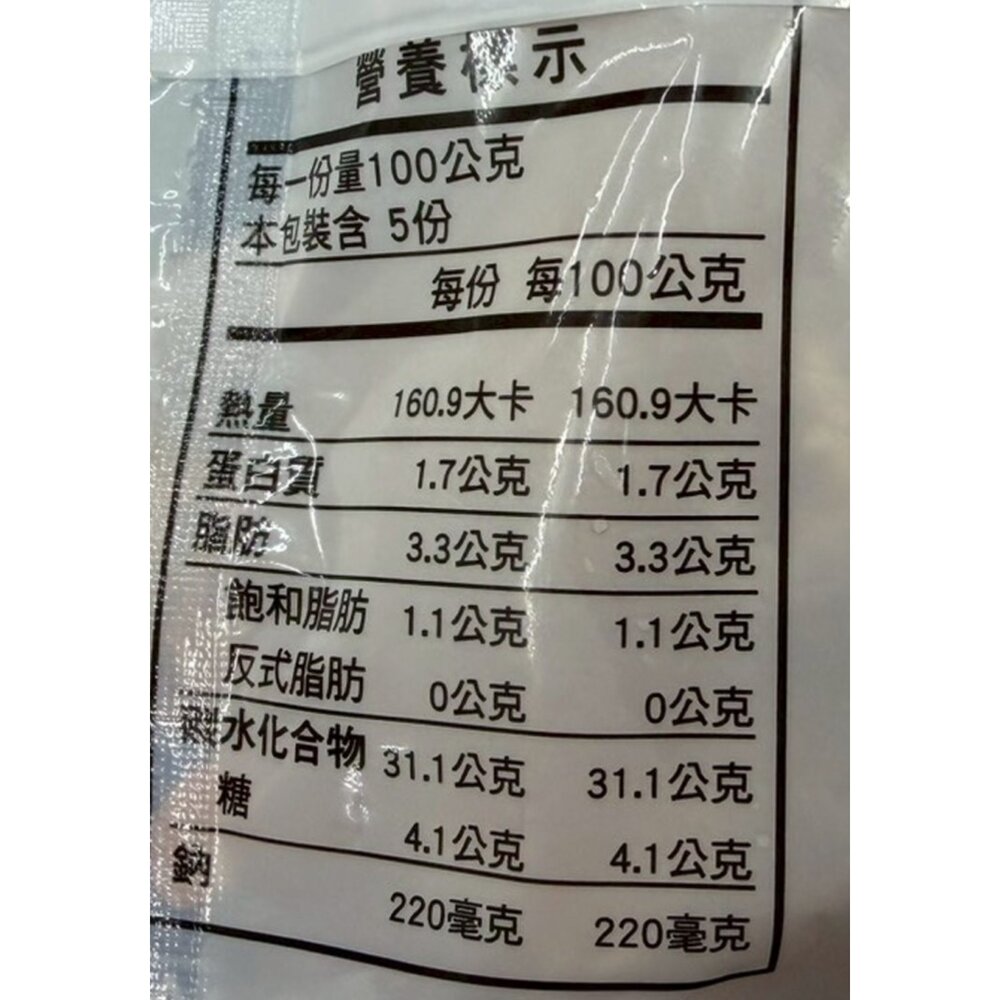 營養標示
每一份量100公克
本包裝含 5份
每份 每100公克
熱量 160.9大卡 160.9大卡
蛋白質 1.7公克 1.7公克
脂肪 3.3公克 3.3公克
飽和脂肪 1.1公克 1.1公克
反式脂肪 0公克 0公克
碳水化合物 31.1公克 31.1公克
糖 4.1公克 4.1公克
鈉 220毫克 220毫克